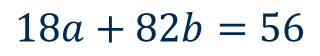 18a + 82b = 56